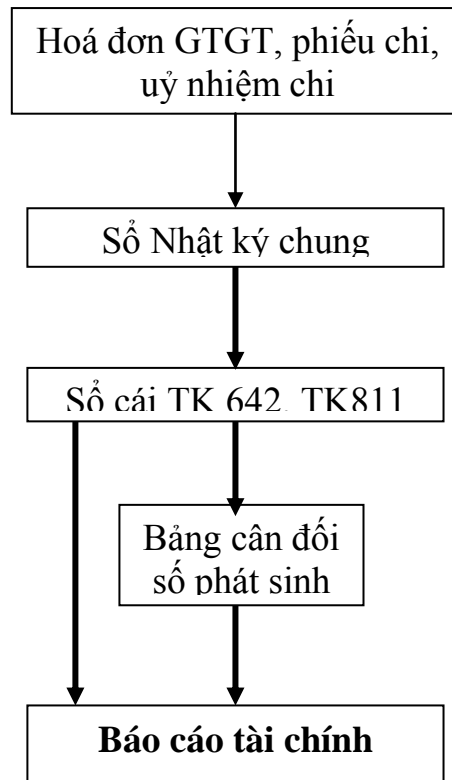 Hoá đơn GTGT, phiếu chi,
uỷ nhiệm chi
Sổ Nhật ký chung
Sổ cái TK 642, TK811
Bảng cân đối
số phát sinh
Báo cáo tài chính